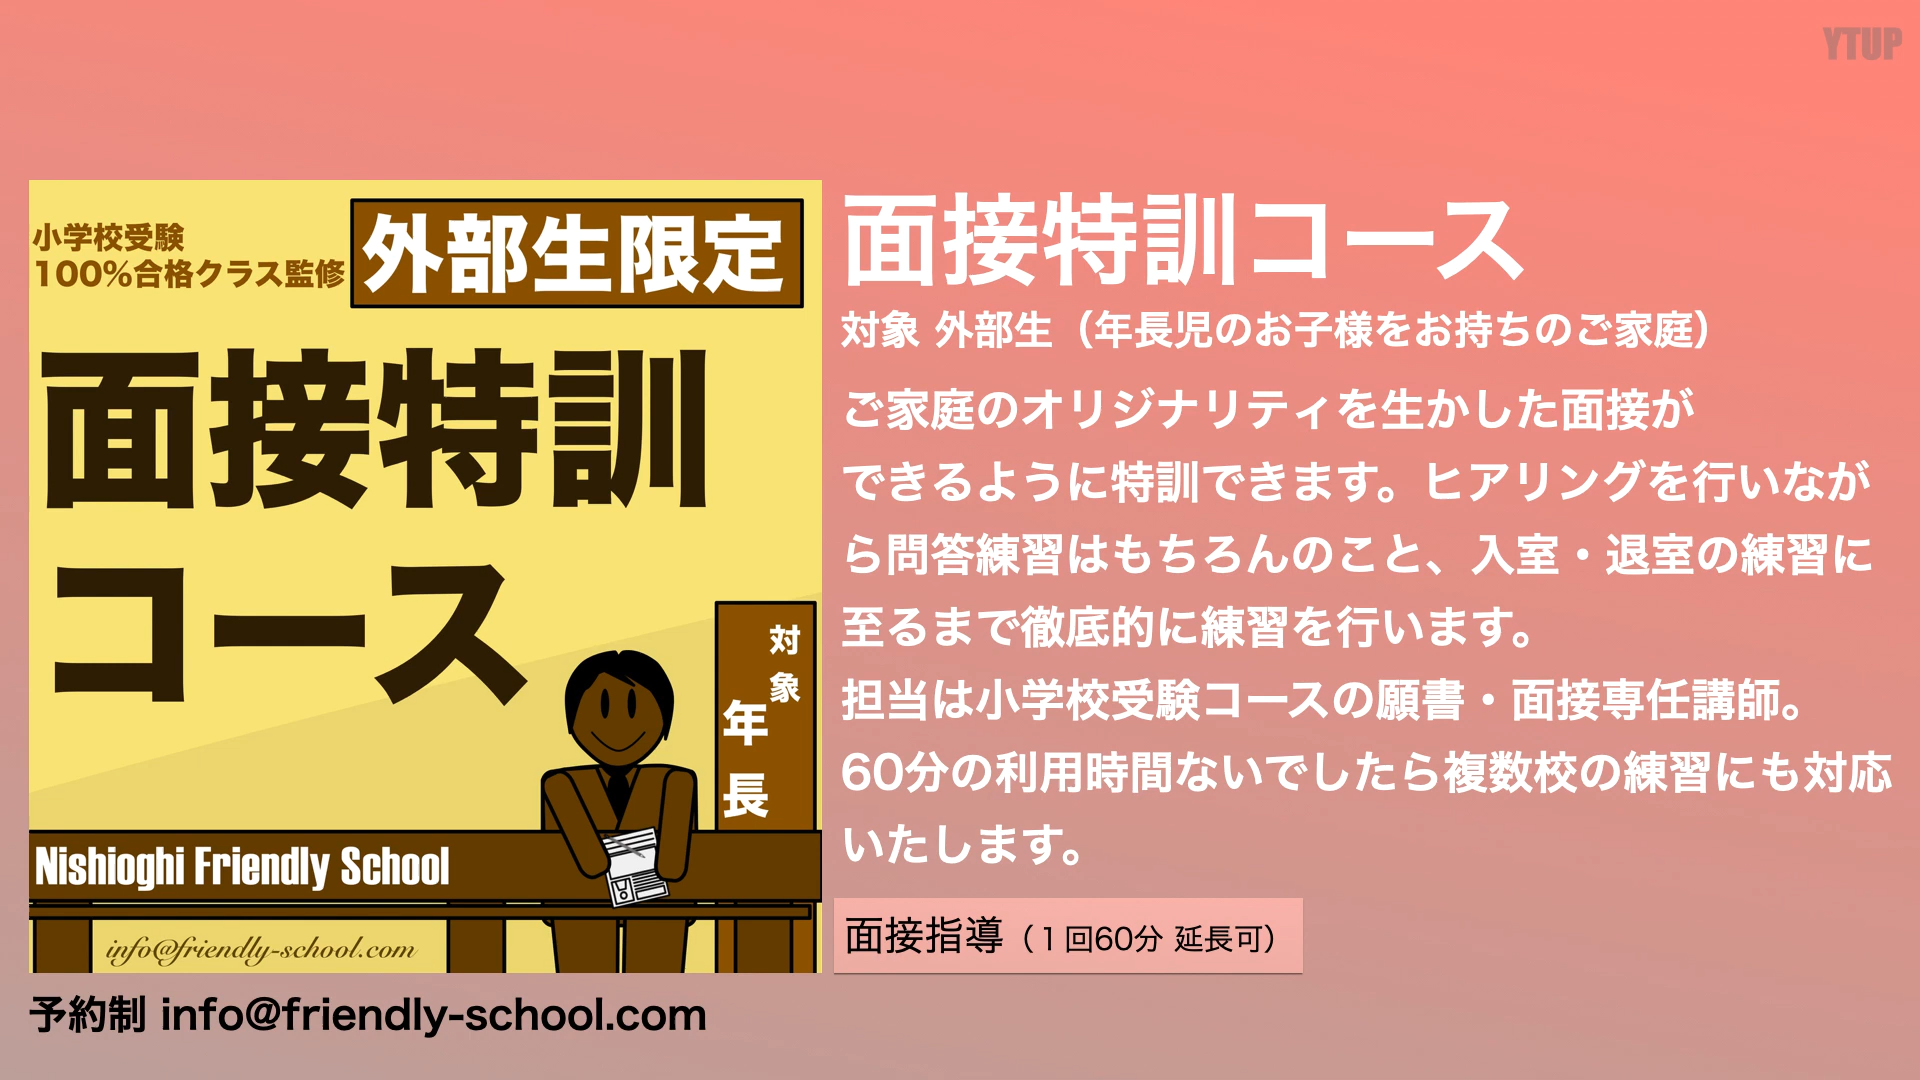 YTUP
小学校受験
100%合格クラス監修
外部生限定
面接特訓
コース
対象
年長
Nishioghi Friendly School
info@friendly-school.com
予約制 info@friendly-school.com
面接特訓コース
対象 外部生（年長児のお子様をお持ちのご家庭）
ご家庭のオリジナリティを生かした面接が
できるように特訓できます。ヒアリングを行いなが
ら問答練習はもちろんのこと、入室・退室の練習に
至るまで徹底的に練習を行います。
担当は小学校受験コースの願書・面接専任講師。
60分の利用時間ないでしたら複数校の練習にも対応
いたします。
面接指導（１回60分 延長可）